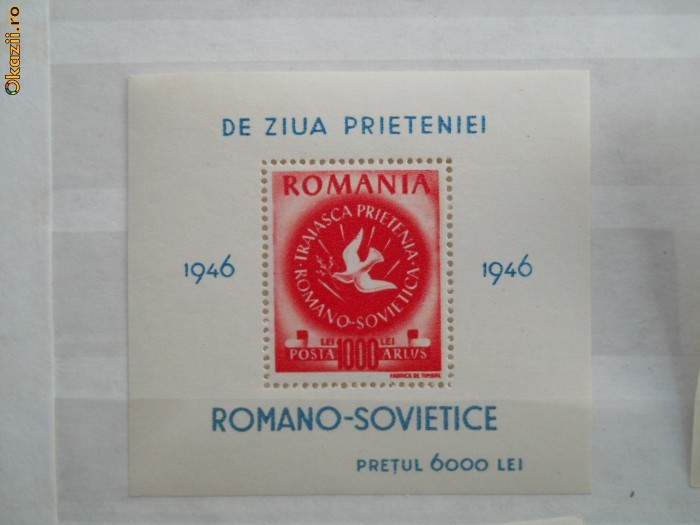 Okazii.ro
DE ZIUA PRIETENIEI
ROMANIA
TRAIASCA PRIETENIA
ROMANO-SOVIETICA
1946
1946
LEI 1000 LEI
POSTA ARLUS
FABRICA DE TIMBRE
ROMANO-SOVIETICE
PREȚUL 6000 LEI